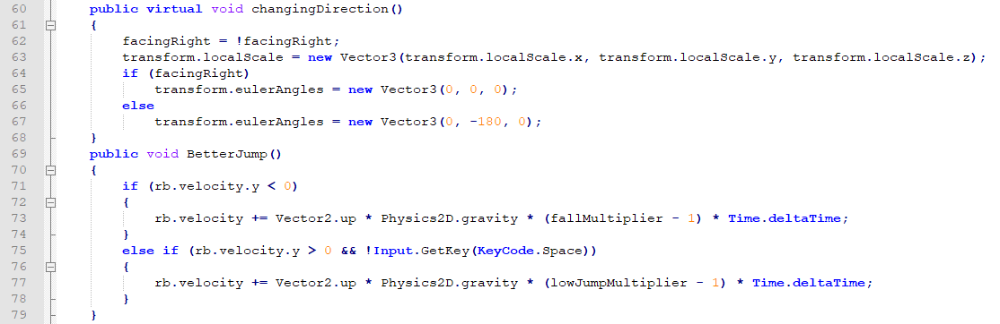 60 public virtual void changingDirection()
61 {
62 facingRight = !facingRight;
63 transform.localScale = new Vector3(transform.localScale.x, transform.localScale.y, transform.localScale.z);
64 if (facingRight)
65 transform.eulerAngles = new Vector3(0, 0, 0);
66 else
67 transform.eulerAngles = new Vector3(0, -180, 0);
68 }
69 public void BetterJump()
70 {
71 if (rb.velocity.y < 0)
72 {
73 rb.velocity += Vector2.up * Physics2D.gravity * (fallMultiplier - 1) * Time.deltaTime;
74 }
75 else if (rb.velocity.y > 0 && !Input.GetKey(KeyCode.Space))
76 {
77 rb.velocity += Vector2.up * Physics2D.gravity * (lowJumpMultiplier - 1) * Time.deltaTime;
78 }
79 }